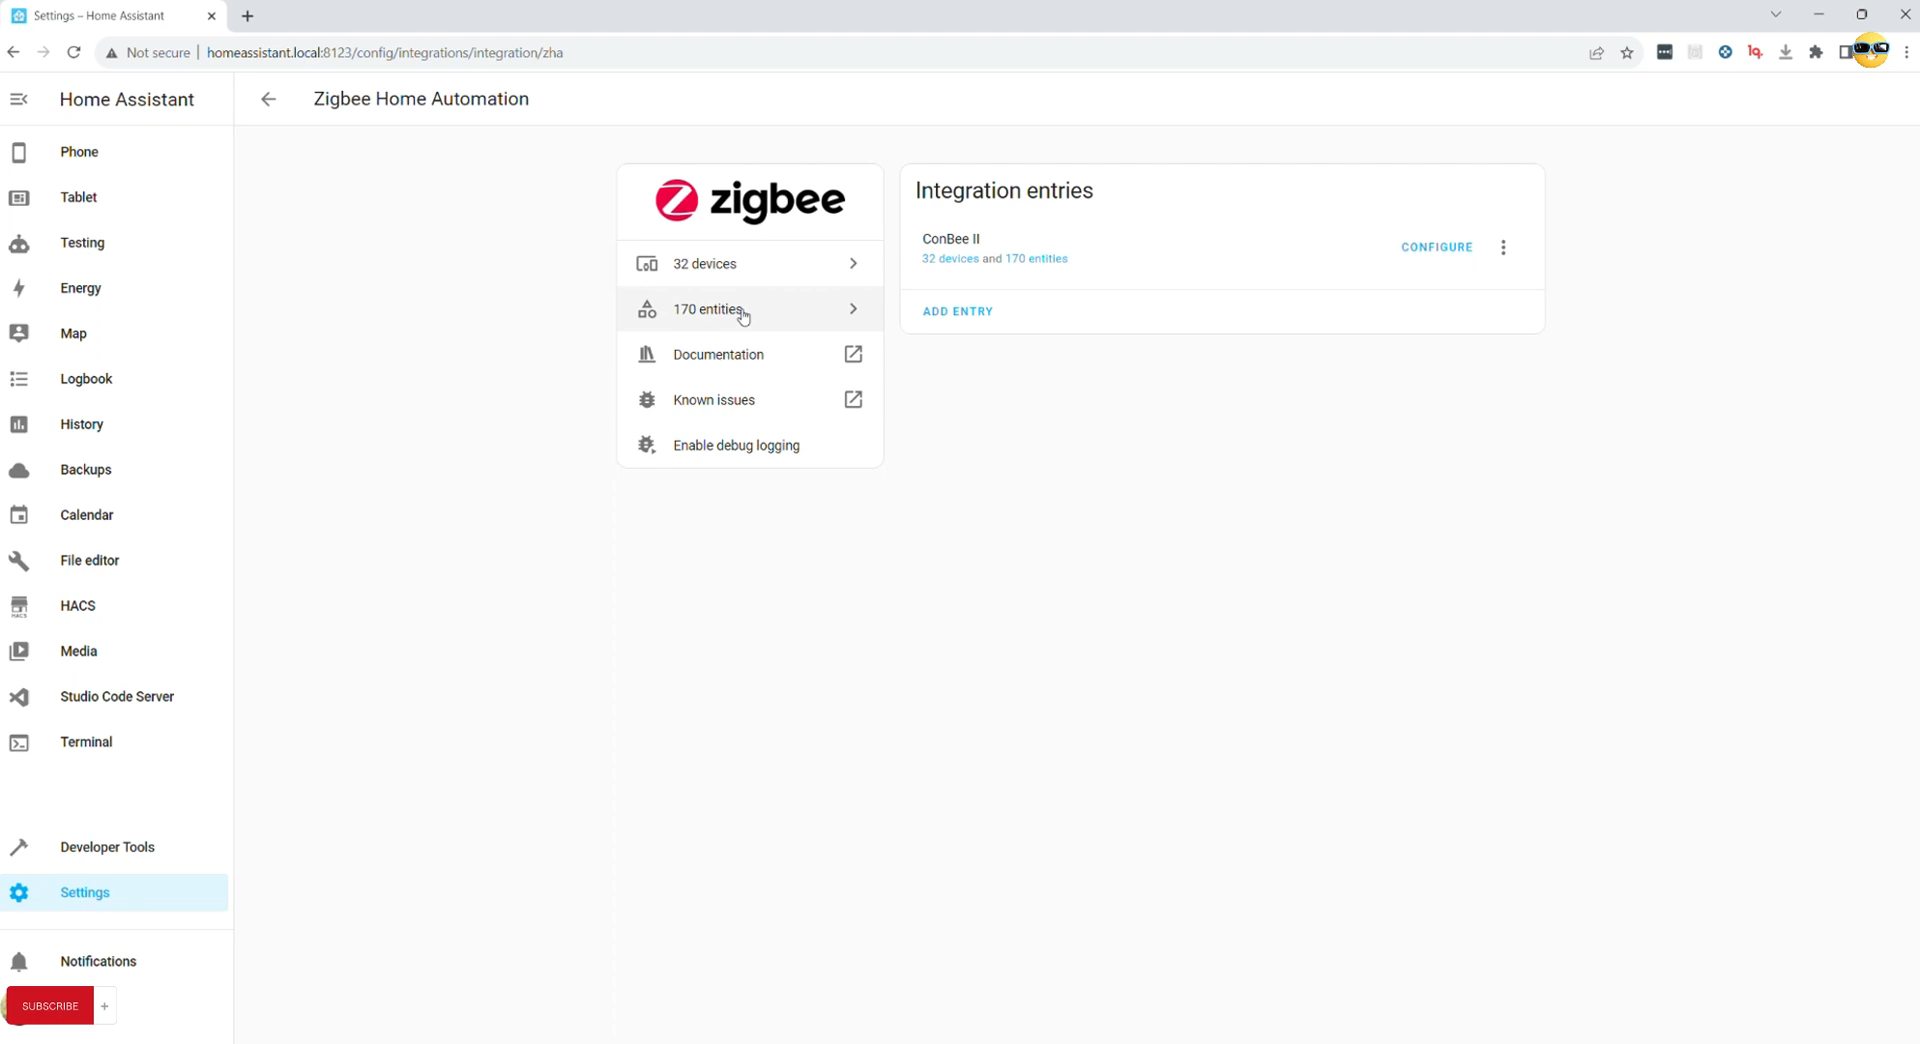 Settings – Home Assistant
Not secure
homeassistant.local:8123/config/integrations/integration/zha
1q.
Home Assistant
Zigbee Home Automation
Phone
Tablet
Testing
Energy
Map
Logbook
History
Backups
Calendar
File editor
HACS
HACS
Media
Studio Code Server
Terminal
Developer Tools
Settings
Notifications
SUBSCRIBE +
zigbee
32 devices
170 entities
Documentation
Known issues
Enable debug logging
Integration entries
ConBee II
32 devices and 170 entities
CONFIGURE
ADD ENTRY